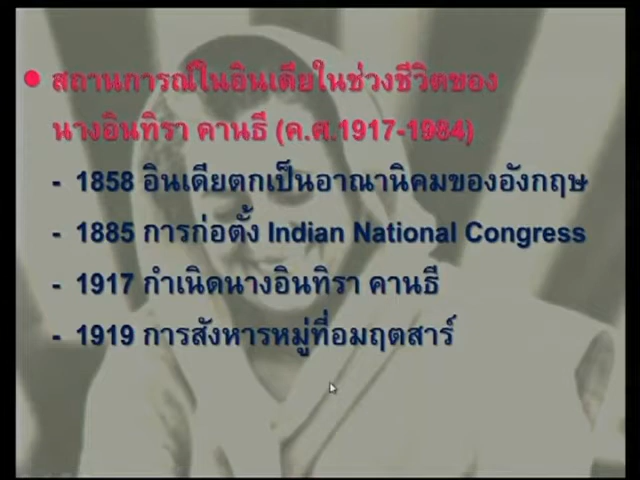 ● สถานการณ์ในอินเดียในช่วงชีวิตของ
นางอินทิรา คานธี (ค.ศ.1917-1984)
- 1858 อินเดียตกเป็นอาณานิคมของอังกฤษ
- 1885 การก่อตั้ง Indian National Congress
- 1917 กำเนิดนางอินทิรา คานธี
- 1919 การสังหารหมู่ที่อมฤตสาร์